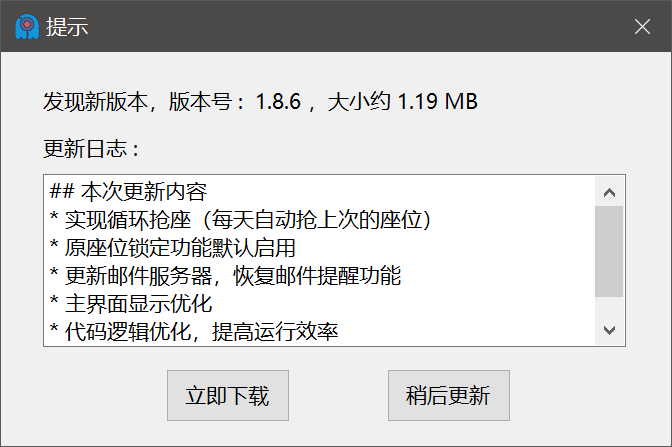 提示
发现新版本，版本号：1.8.6 ，大小约 1.19 MB
更新日志：
## 本次更新内容
* 实现循环抢座（每天自动抢上次的座位）
* 原座位锁定功能默认启用
* 更新邮件服务器，恢复邮件提醒功能
* 主界面显示优化
* 代码逻辑优化，提高运行效率
立即下载 稍后更新